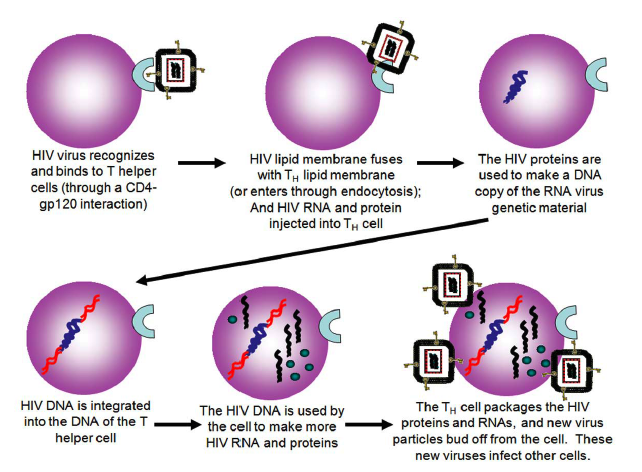 HIV virus recognizes
and binds to T helper
cells (through a CD4-
gp120 interaction)
HIV lipid membrane fuses
with TH lipid membrane
(or enters through endocytosis);
And HIV RNA and protein
injected into TH cell
The HIV proteins are
used to make a DNA
copy of the RNA virus
genetic material
HIV DNA is integrated
into the DNA of the T
helper cell
The HIV DNA is used by
the cell to make more
HIV RNA and proteins
The TH cell packages the HIV
proteins and RNAs, and new virus
particles bud off from the cell. These
new viruses infect other cells.